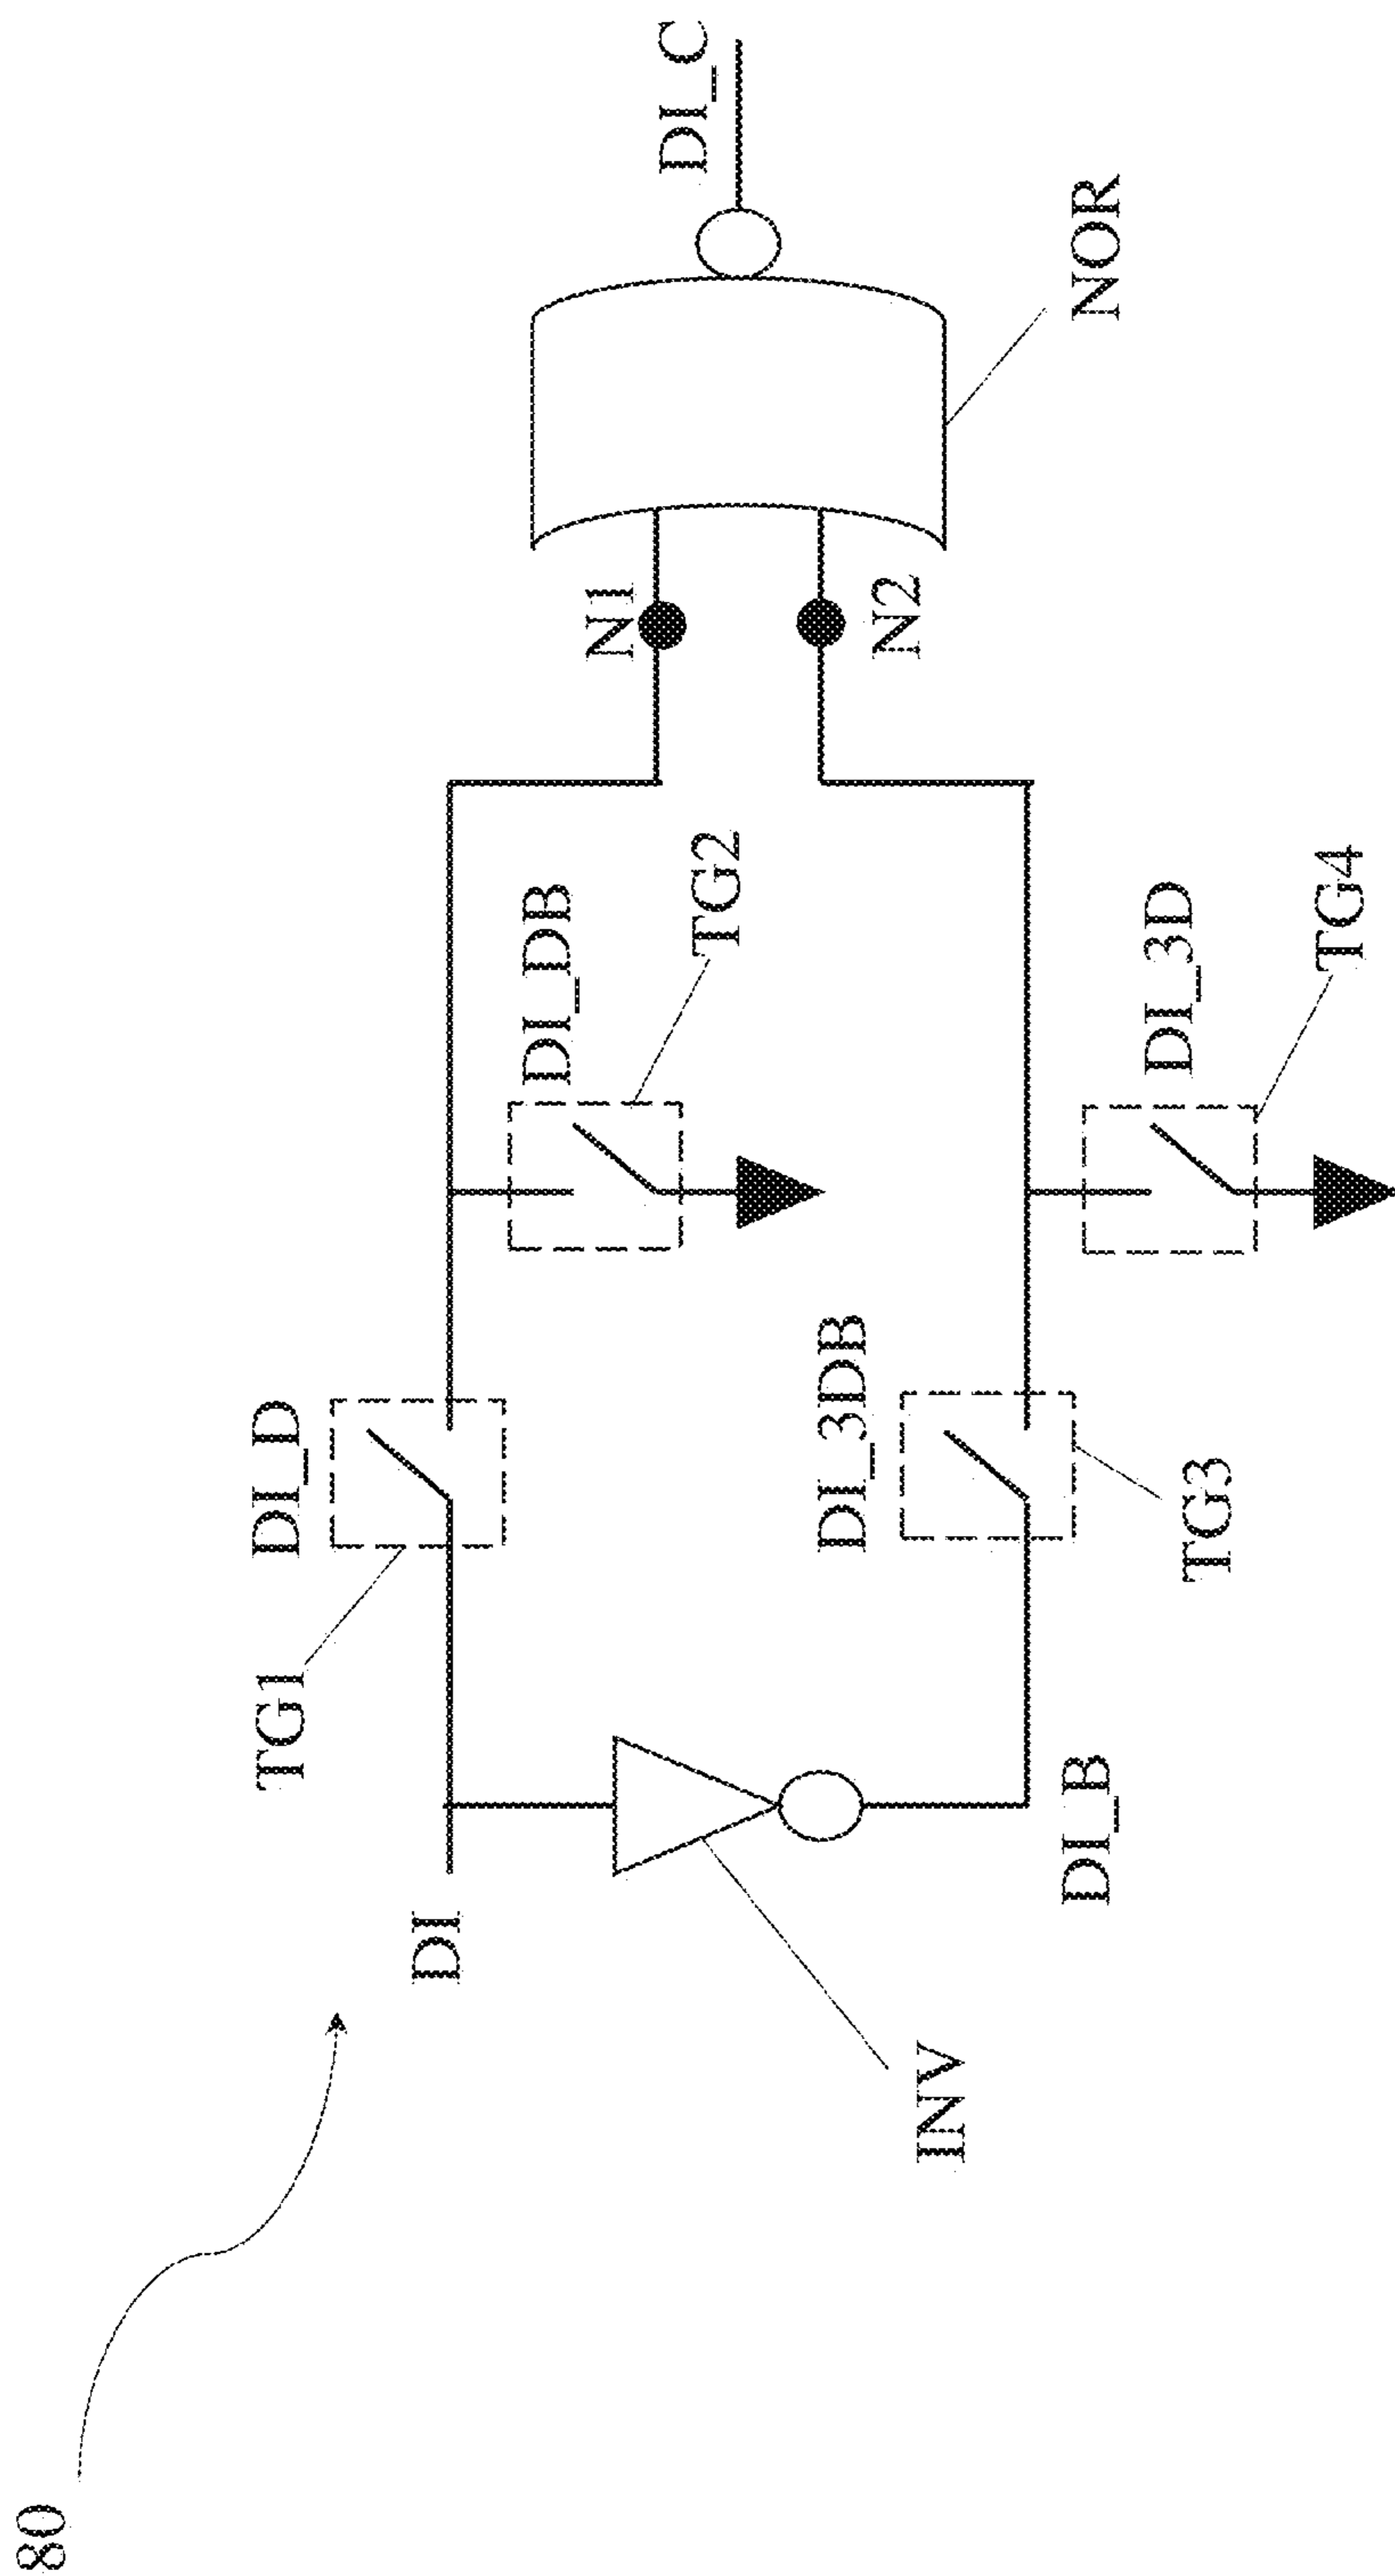 80
DI
TG1
DI_D
INV
DI_B
DI_3DB
TG3
DI_DB
TG2
DI_3D
TG4
N1
N2
NOR
DI_C